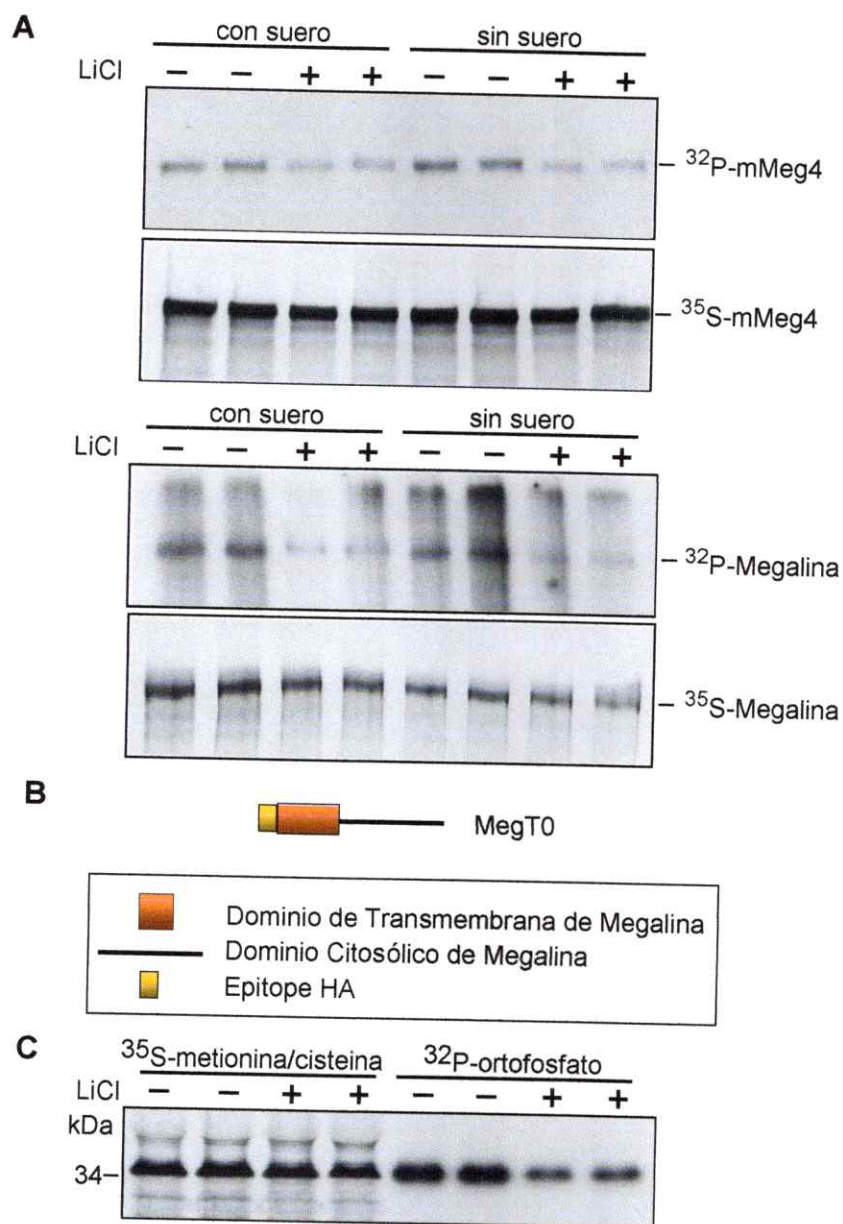 A
con suero sin suero
LiCl − − + + − − + +
32P-mMeg4
35S-mMeg4
con suero sin suero
LiCl − − + + − − + +
32P-Megalina
35S-Megalina
B
MegT0
Dominio de Transmembrana de Megalina
Dominio Citosólico de Megalina
Epitope HA
C
35S-metionina/cisteina 32P-ortofosfato
LiCl − − + + − − + +
kDa
34